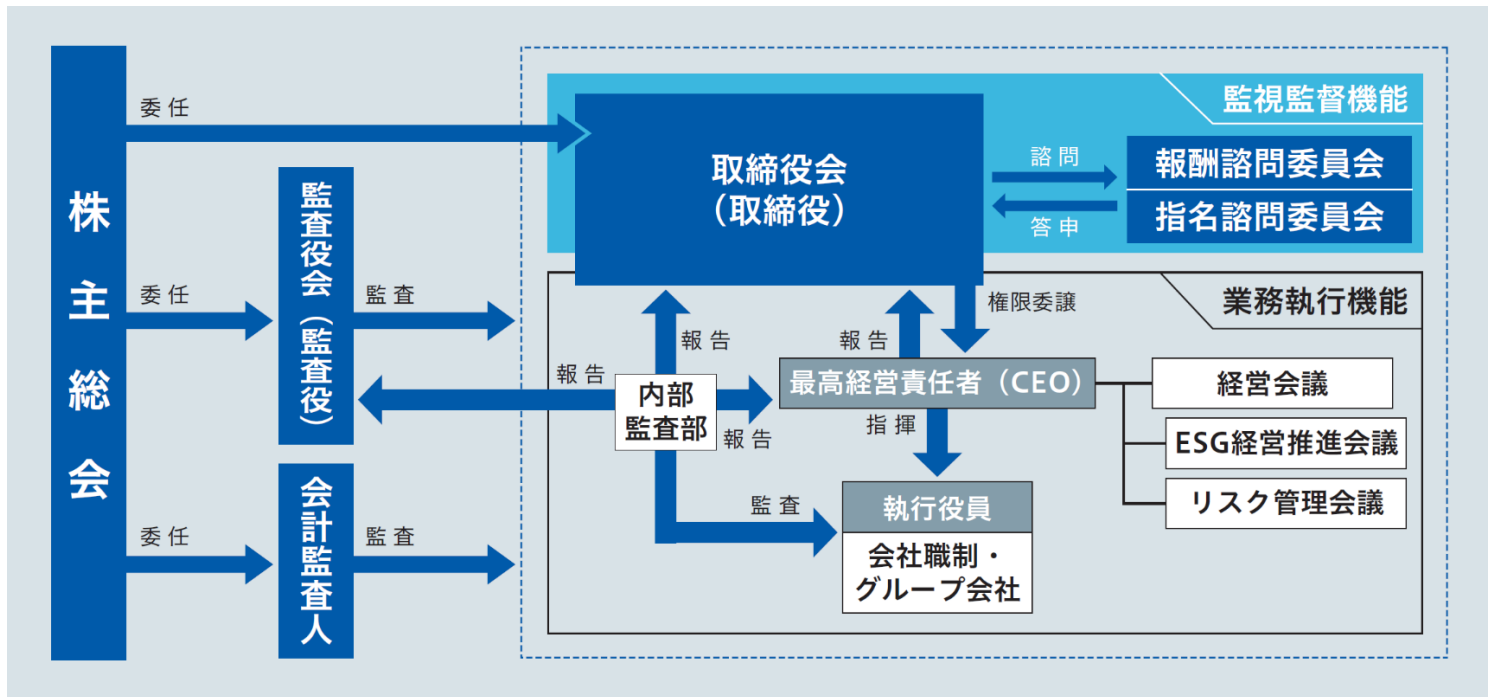 株主総会
委任
委任
委任
監査役会（監査役）
会計監査人
監査
監査
監視監督機能
取締役会
（取締役）
諮問
答申
報酬諮問委員会
指名諮問委員会
業務執行機能
報告
報告
権限委譲
報告
内部
監査部
報告
最高経営責任者（CEO）
指揮
経営会議
ESG経営推進会議
リスク管理会議
監査
執行役員
会社職制・
グループ会社